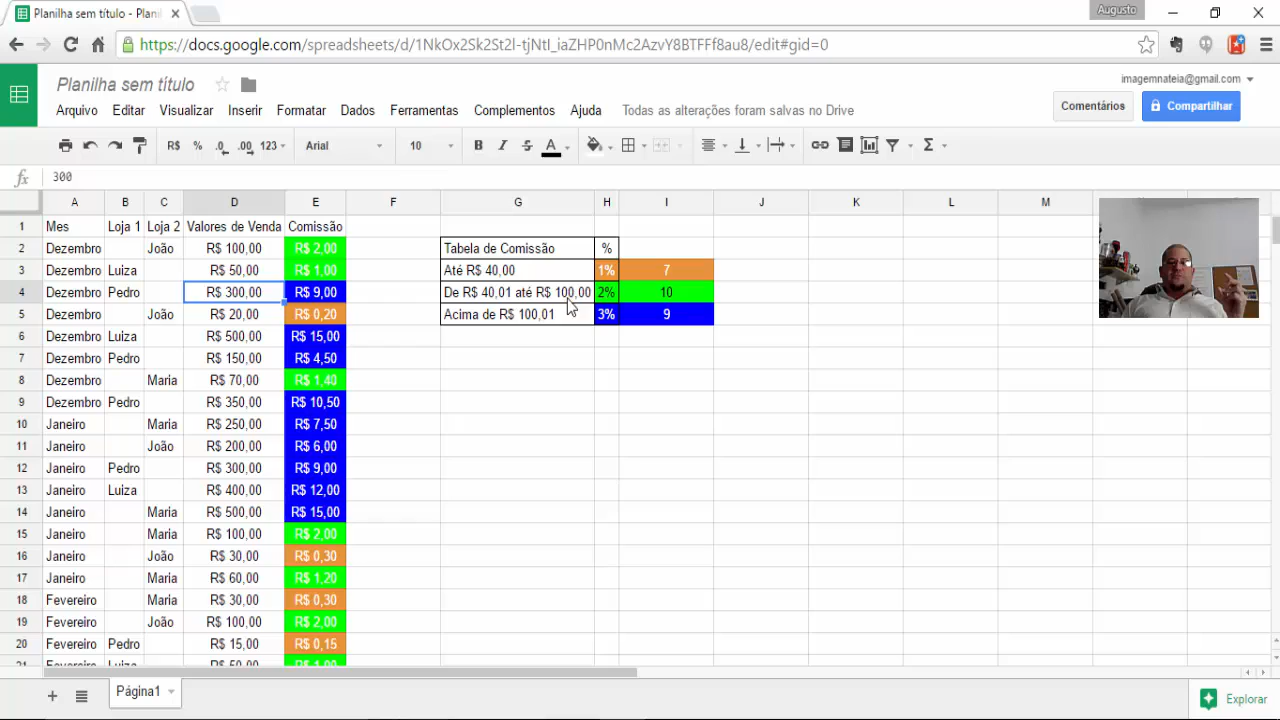 Planilha sem título - Plani
Augusto
https://docs.google.com/spreadsheets/d/1NkOx2Sk2St2l-tjNtI_iaZHP0nMc2AzvY8BTFFf8au8/edit#gid=0
Planilha sem título
imagemnateia@gmail.com
Arquivo Editar Visualizar Inserir Formatar Dados Ferramentas Complementos Ajuda Todas as alterações foram salvas no Drive
Comentários Compartilhar
R$ % .0 .00 123 Arial 10 B I S A Σ
fx 300
A B C D E F G H I J K L M
1 Mes Loja 1 Loja 2 Valores de Venda Comissão
2 Dezembro João R$ 100,00 R$ 2,00 Tabela de Comissão %
3 Dezembro Luiza R$ 50,00 R$ 1,00 Até R$ 40,00 1% 7
4 Dezembro Pedro R$ 300,00 R$ 9,00 De R$ 40,01 até R$ 100,00 2% 10
5 Dezembro João R$ 20,00 R$ 0,20 Acima de R$ 100,01 3% 9
6 Dezembro Luiza R$ 500,00 R$ 15,00
7 Dezembro Pedro R$ 150,00 R$ 4,50
8 Dezembro Maria R$ 70,00 R$ 1,40
9 Dezembro Pedro R$ 350,00 R$ 10,50
10 Janeiro Maria R$ 250,00 R$ 7,50
11 Janeiro João R$ 200,00 R$ 6,00
12 Janeiro Pedro R$ 300,00 R$ 9,00
13 Janeiro Luiza R$ 400,00 R$ 12,00
14 Janeiro Maria R$ 500,00 R$ 15,00
15 Janeiro Maria R$ 100,00 R$ 2,00
16 Janeiro João R$ 30,00 R$ 0,30
17 Janeiro Maria R$ 60,00 R$ 1,20
18 Fevereiro Maria R$ 30,00 R$ 0,30
19 Fevereiro João R$ 100,00 R$ 2,00
20 Fevereiro Pedro R$ 15,00 R$ 0,15
21 Fevereiro Luiza R$ 50,00 R$ 1,00
Página1
Explorar